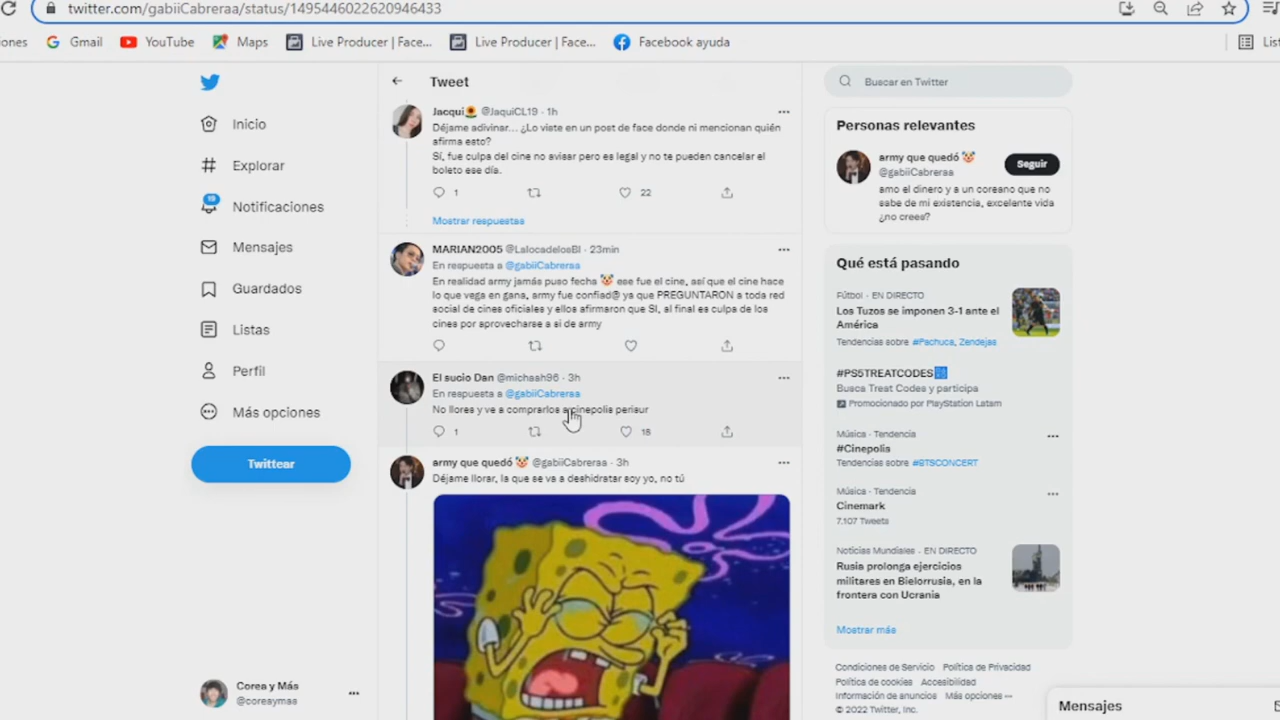 twitter.com/gabiiCabreraa/status/1495446022620946433
iones
Gmail
YouTube
Maps
Live Producer | Face...
Live Producer | Face...
Facebook ayuda
List
Inicio
Explorar
19
Notificaciones
Mensajes
Guardados
Listas
Perfil
Más opciones
Twittear
Corea y Más
@coreaymas
Tweet
Jacqui🌻 @JaquiCL19 · 1h
Déjame adivinar... ¿Lo viste en un post de face donde ni mencionan quién
afirma esto?
Sí, fue culpa del cine no avisar pero es legal y no te pueden cancelar el
boleto ese día.
1
22
Mostrar respuestas
MARIAN2005 @LalocadelosBl · 23min
En respuesta a @gabiiCabreraa
En realidad army jamás puso fecha 🤡 ese fue el cine, así que el cine hace
lo que vega en gana, army fue confiad@ ya que PREGUNTARON a toda red
social de cines oficiales y ellos afirmaron que SI, al final es culpa de los
cines por aprovecharse a si de army
El sucio Dan @michaah96 · 3h
En respuesta a @gabiiCabreraa
No llores y ve a comprarlos a cinepolis perisur
1
18
army que quedó 🤡 @gabiiCabreraa · 3h
Déjame llorar, la que se va a deshidratar soy yo, no tú
Buscar en Twitter
Personas relevantes
army que quedó 🤡
@gabiiCabreraa
Seguir
amo el dinero y a un coreano que no
sabe de mi existencia, excelente vida
¿no crees?
Qué está pasando
Fútbol · EN DIRECTO
Los Tuzos se imponen 3-1 ante el
América
Tendencias sobre #Pachuca, Zendejas
#PS5TREATCODES
Busca Treat Codes y participa
Promocionado por PlayStation Latam
Música · Tendencia
#Cinepolis
Tendencias sobre #BTSCONCERT
Música · Tendencia
Cinemark
7.107 Tweets
Noticias Mundiales · EN DIRECTO
Rusia prolonga ejercicios
militares en Bielorrusia, en la
frontera con Ucrania
Mostrar más
Condiciones de Servicio Política de Privacidad
Política de cookies Accesibilidad
Información de anuncios Más opciones ···
© 2022 Twitter, Inc.
Mensajes